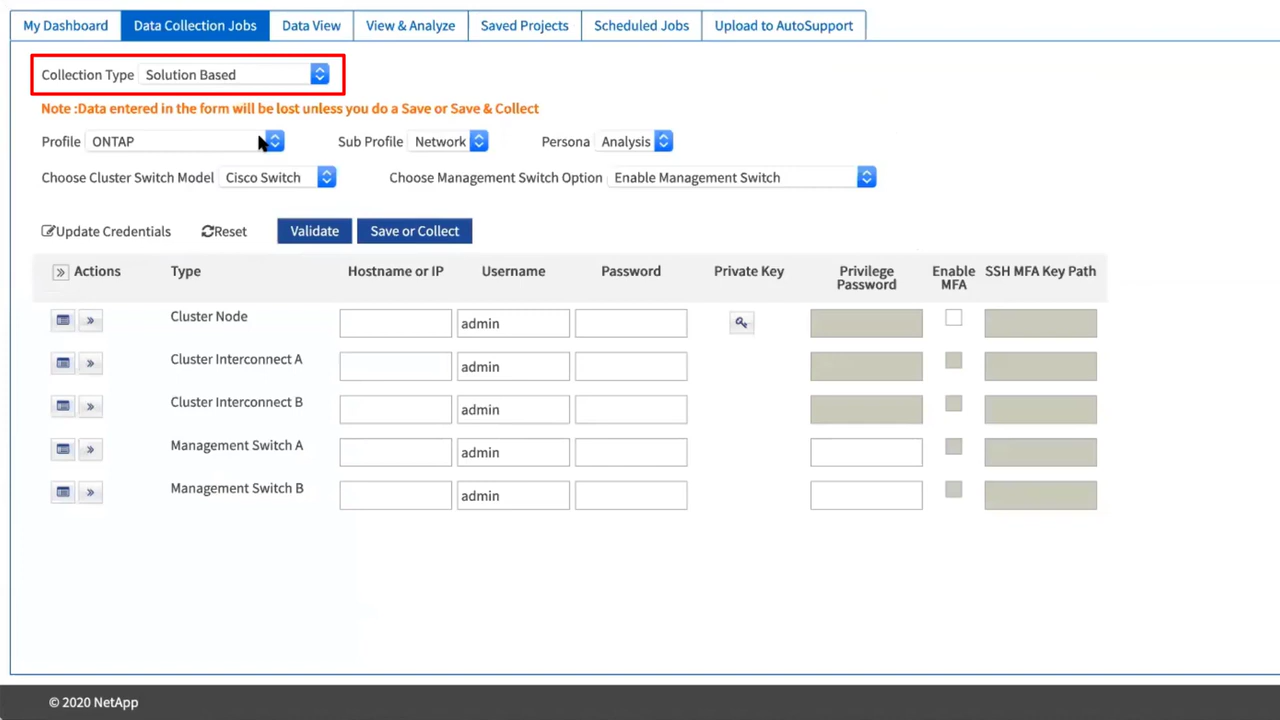 My Dashboard Data Collection Jobs Data View View & Analyze Saved Projects Scheduled Jobs Upload to AutoSupport
Collection Type Solution Based
Note :Data entered in the form will be lost unless you do a Save or Save & Collect
Profile ONTAP Sub Profile Network Persona Analysis
Choose Cluster Switch Model Cisco Switch Choose Management Switch Option Enable Management Switch
Update Credentials Reset Validate Save or Collect
Actions Type Hostname or IP Username Password Private Key Privilege Password Enable MFA SSH MFA Key Path
Cluster Node admin
Cluster Interconnect A admin
Cluster Interconnect B admin
Management Switch A admin
Management Switch B admin
© 2020 NetApp